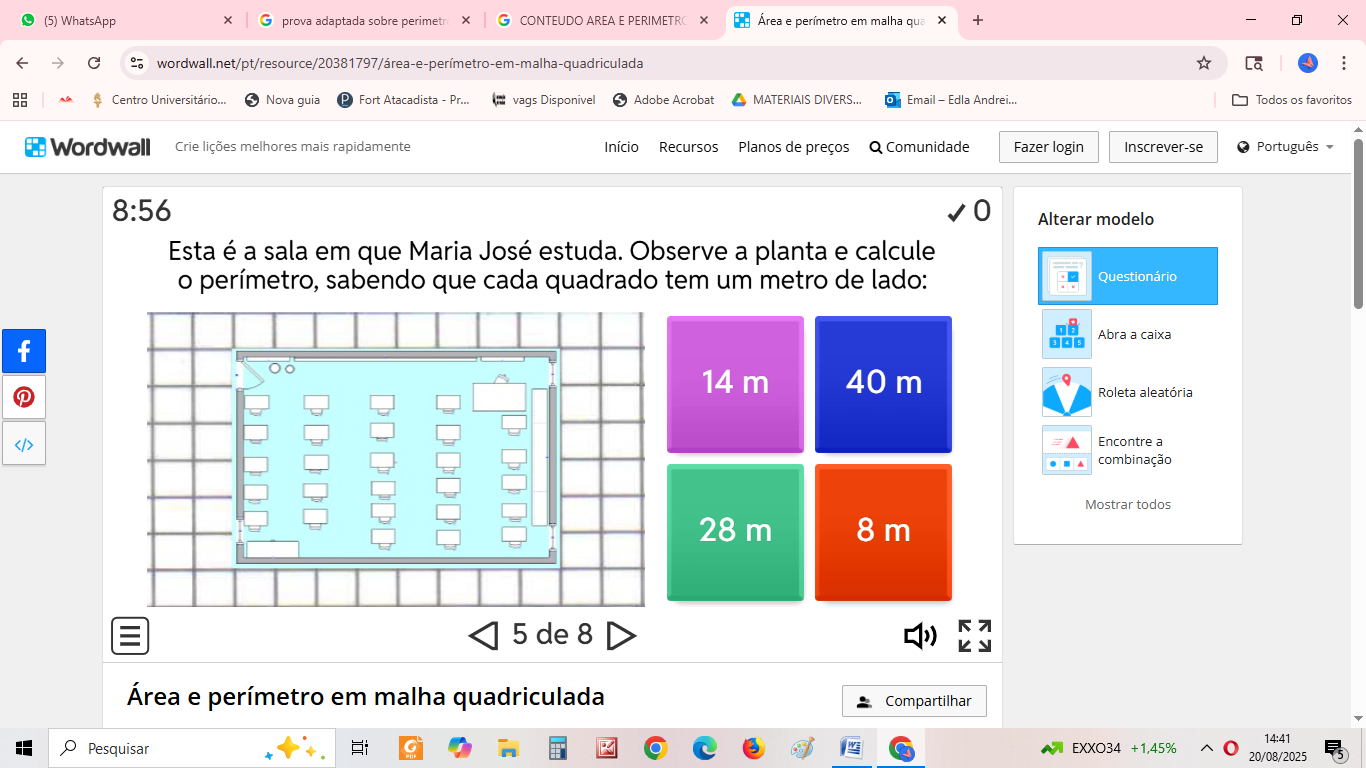 (5) WhatsApp
prova adaptada sobre perimetr
CONTEUDO AREA E PERIMETRO
Área e perímetro em malha qua
wordwall.net/pt/resource/20381797/área-e-perímetro-em-malha-quadriculada
Centro Universitário...
Nova guia
Fort Atacadista - Pr...
vags Disponivel
Adobe Acrobat
MATERIAIS DIVERS...
Email – Edla Andrei...
Todos os favoritos
Wordwall
Crie lições melhores mais rapidamente
Início
Recursos
Planos de preços
Comunidade
Fazer login
Inscrever-se
Português
8:56
0
Esta é a sala em que Maria José estuda. Observe a planta e calcule
o perímetro, sabendo que cada quadrado tem um metro de lado:
14 m
40 m
28 m
8 m
5 de 8
Alterar modelo
Questionário
Abra a caixa
Roleta aleatória
Encontre a
combinação
Mostrar todos
Área e perímetro em malha quadriculada
Compartilhar
Pesquisar
EXXO34 +1,45%
14:41
20/08/2025
5